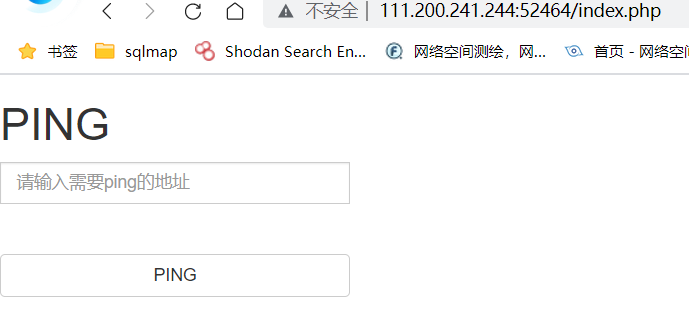 不安全 | 111.200.241.244:52464/index.php
书签 sqlmap Shodan Search En... 网络空间测绘，网... 首页 - 网络空间
PING
请输入需要ping的地址
PING